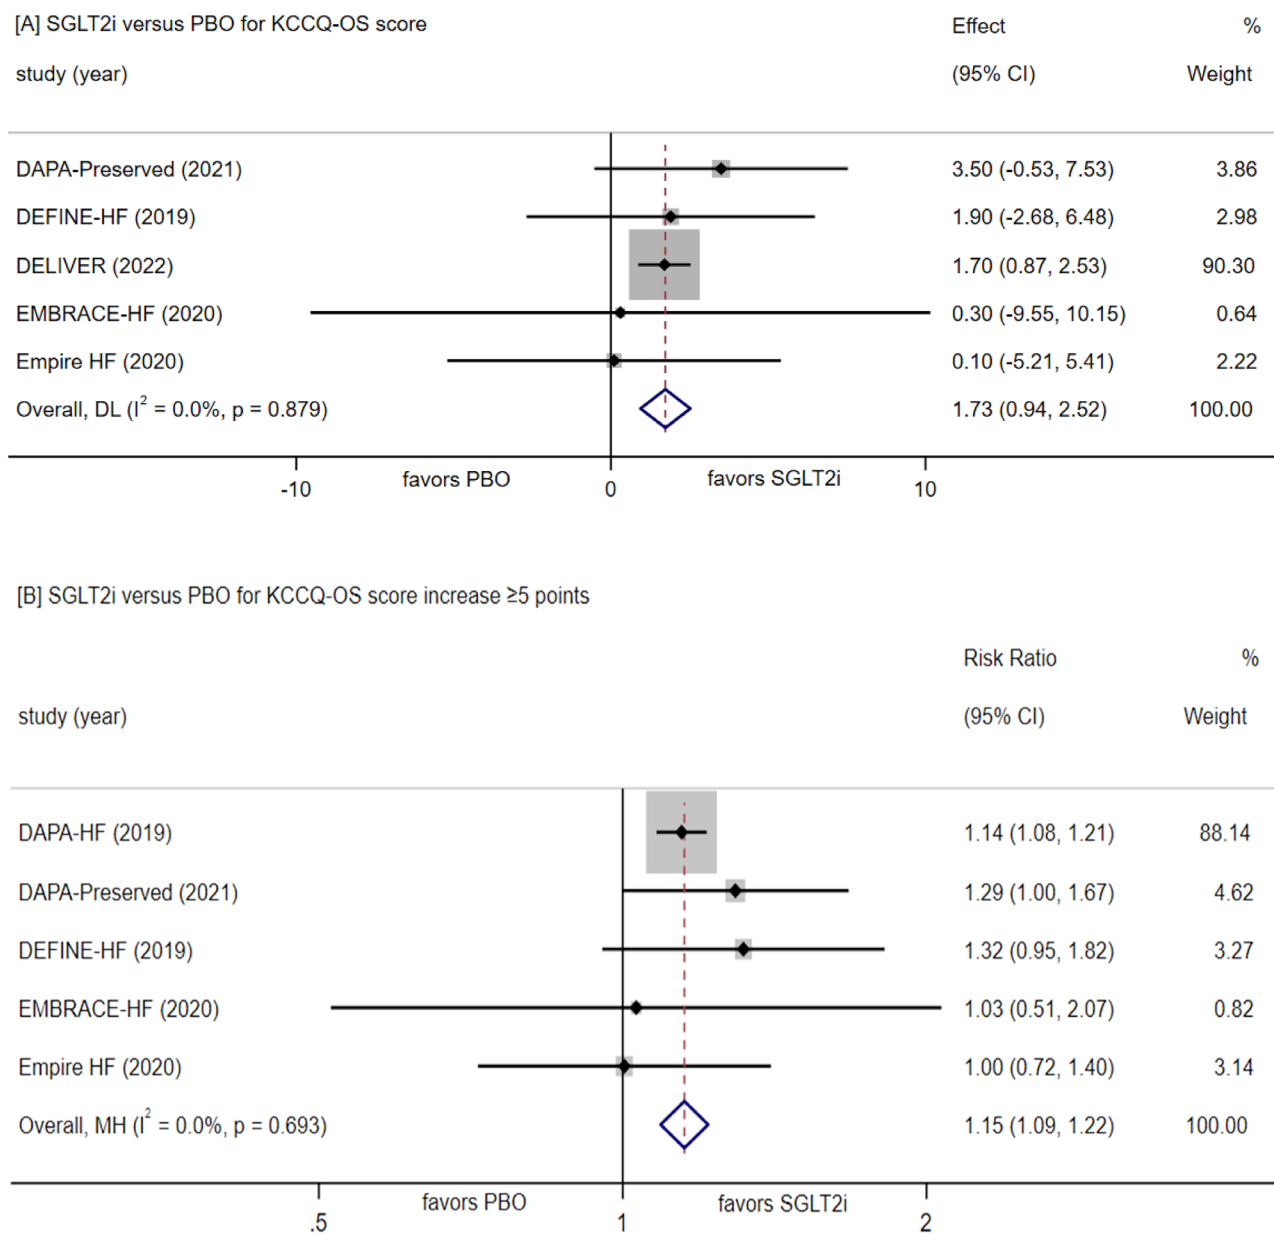 [A] SGLT2i versus PBO for KCCQ-OS score Effect %
study (year) (95% CI) Weight
DAPA-Preserved (2021) 3.50 (-0.53, 7.53) 3.86
DEFINE-HF (2019) 1.90 (-2.68, 6.48) 2.98
DELIVER (2022) 1.70 (0.87, 2.53) 90.30
EMBRACE-HF (2020) 0.30 (-9.55, 10.15) 0.64
Empire HF (2020) 0.10 (-5.21, 5.41) 2.22
Overall, DL (I² = 0.0%, p = 0.879) 1.73 (0.94, 2.52) 100.00
favors PBO favors SGLT2i
-10 0 10
[B] SGLT2i versus PBO for KCCQ-OS score increase ≥5 points
Risk Ratio %
study (year) (95% CI) Weight
DAPA-HF (2019) 1.14 (1.08, 1.21) 88.14
DAPA-Preserved (2021) 1.29 (1.00, 1.67) 4.62
DEFINE-HF (2019) 1.32 (0.95, 1.82) 3.27
EMBRACE-HF (2020) 1.03 (0.51, 2.07) 0.82
Empire HF (2020) 1.00 (0.72, 1.40) 3.14
Overall, MH (I² = 0.0%, p = 0.693) 1.15 (1.09, 1.22) 100.00
favors PBO favors SGLT2i
.5 1 2